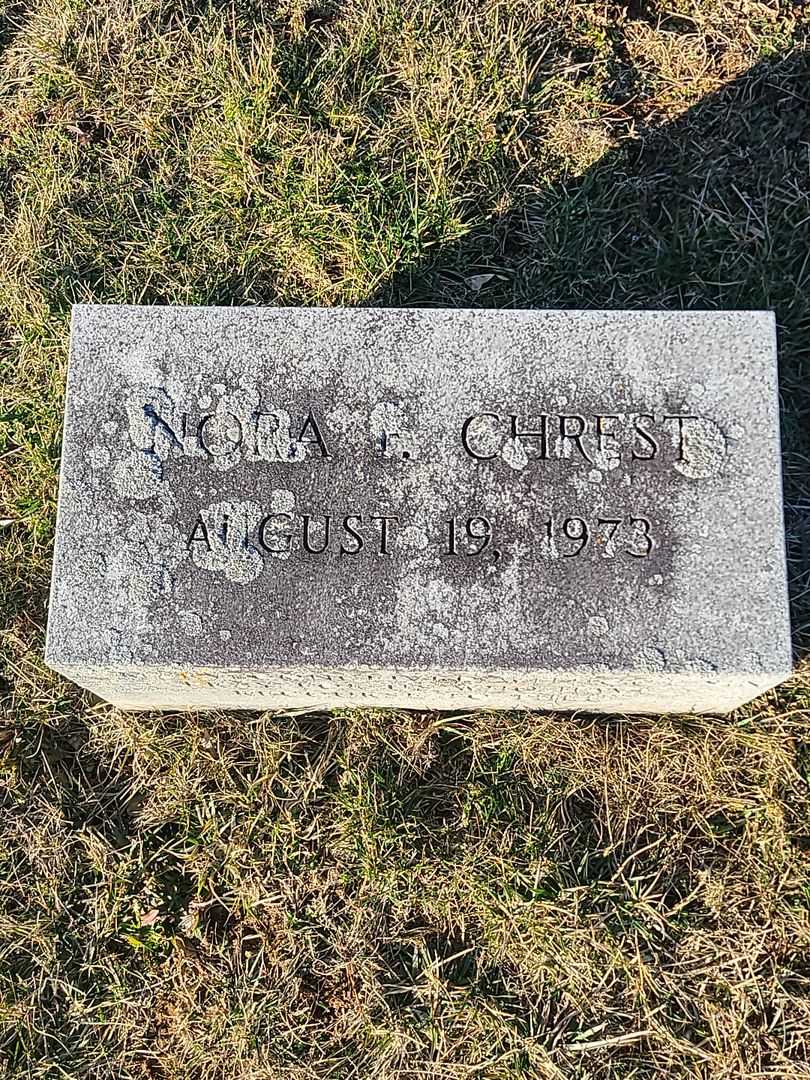 NORA F. CHREST
AUGUST 19, 1973